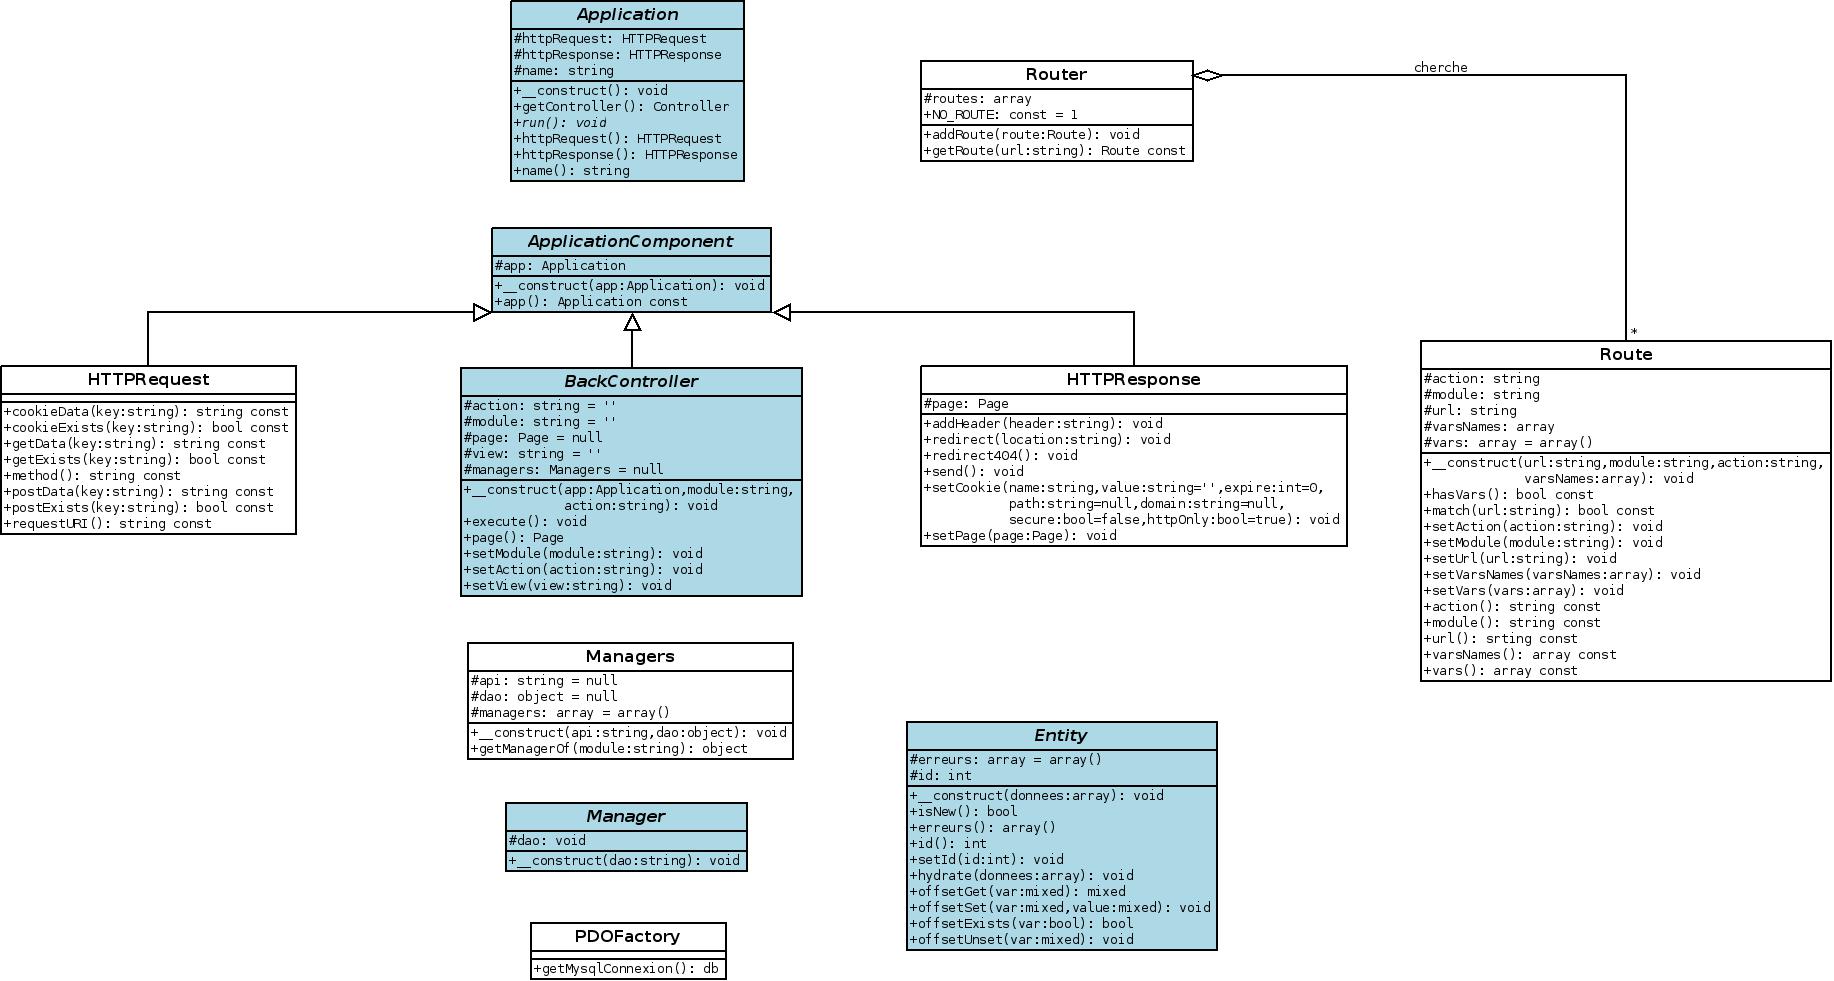 Application
#httpRequest: HTTPRequest
#httpResponse: HTTPResponse
#name: string
+__construct(): void
+getController(): Controller
+run(): void
+httpRequest(): HTTPRequest
+httpResponse(): HTTPResponse
+name(): string
Router
#routes: array
+NO_ROUTE: const = 1
+addRoute(route:Route): void
+getRoute(url:string): Route const
cherche
*
ApplicationComponent
#app: Application
+__construct(app:Application): void
+app(): Application const
HTTPRequest
+cookieData(key:string): string const
+cookieExists(key:string): bool const
+getData(key:string): string const
+getExists(key:string): bool const
+method(): string const
+postData(key:string): string const
+postExists(key:string): bool const
+requestURI(): string const
BackController
#action: string = ''
#module: string = ''
#page: Page = null
#view: string = ''
#managers: Managers = null
+__construct(app:Application,module:string,
action:string): void
+execute(): void
+page(): Page
+setModule(module:string): void
+setAction(action:string): void
+setView(view:string): void
HTTPResponse
#page: Page
+addHeader(header:string): void
+redirect(location:string): void
+redirect404(): void
+send(): void
+setCookie(name:string,value:string='',expire:int=0,
path:string=null,domain:string=null,
secure:bool=false,httpOnly:bool=true): void
+setPage(page:Page): void
Route
#action: string
#module: string
#url: string
#varsNames: array
#vars: array = array()
+__construct(url:string,module:string,action:string,
varsNames:array): void
+hasVars(): bool const
+match(url:string): bool const
+setAction(action:string): void
+setModule(module:string): void
+setUrl(url:string): void
+setVarsNames(varsNames:array): void
+setVars(vars:array): void
+action(): string const
+module(): string const
+url(): srting const
+varsNames(): array const
+vars(): array const
Managers
#api: string = null
#dao: object = null
#managers: array = array()
+__construct(api:string,dao:object): void
+getManagerOf(module:string): object
Manager
#dao: void
+__construct(dao:string): void
PDOFactory
+getMysqlConnexion(): db
Entity
#erreurs: array = array()
#id: int
+__construct(donnees:array): void
+isNew(): bool
+erreurs(): array()
+id(): int
+setId(id:int): void
+hydrate(donnees:array): void
+offsetGet(var:mixed): mixed
+offsetSet(var:mixed,value:mixed): void
+offsetExists(var:bool): bool
+offsetUnset(var:mixed): void